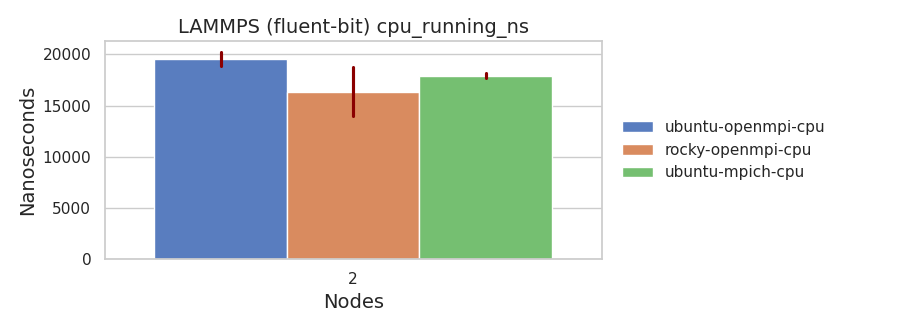 LAMMPS (fluent-bit) cpu_running_ns
20000
15000
10000
5000
0
Nanoseconds
2
Nodes
ubuntu-openmpi-cpu
rocky-openmpi-cpu
ubuntu-mpich-cpu